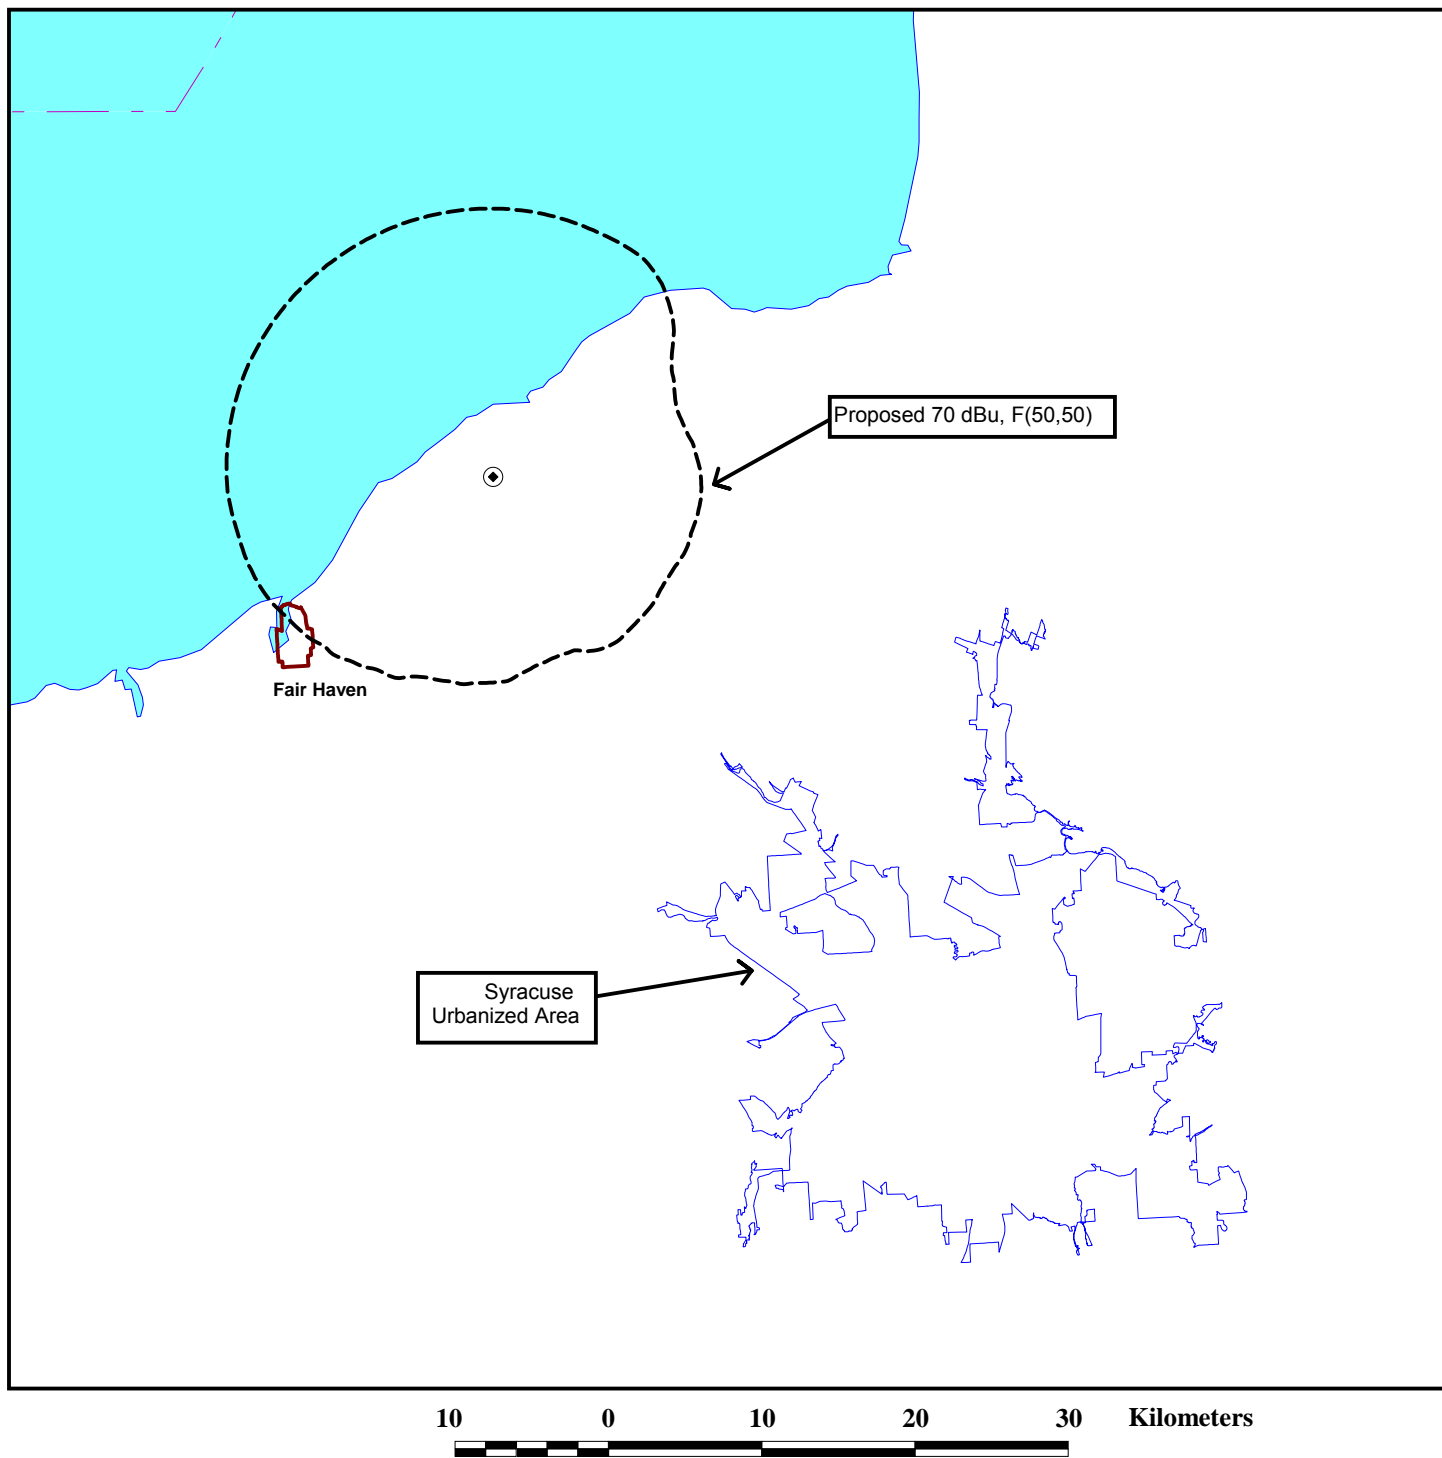 Proposed 70 dBu, F(50,50)
Fair Haven
Syracuse
Urbanized Area
10 0 10 20 30 Kilometers